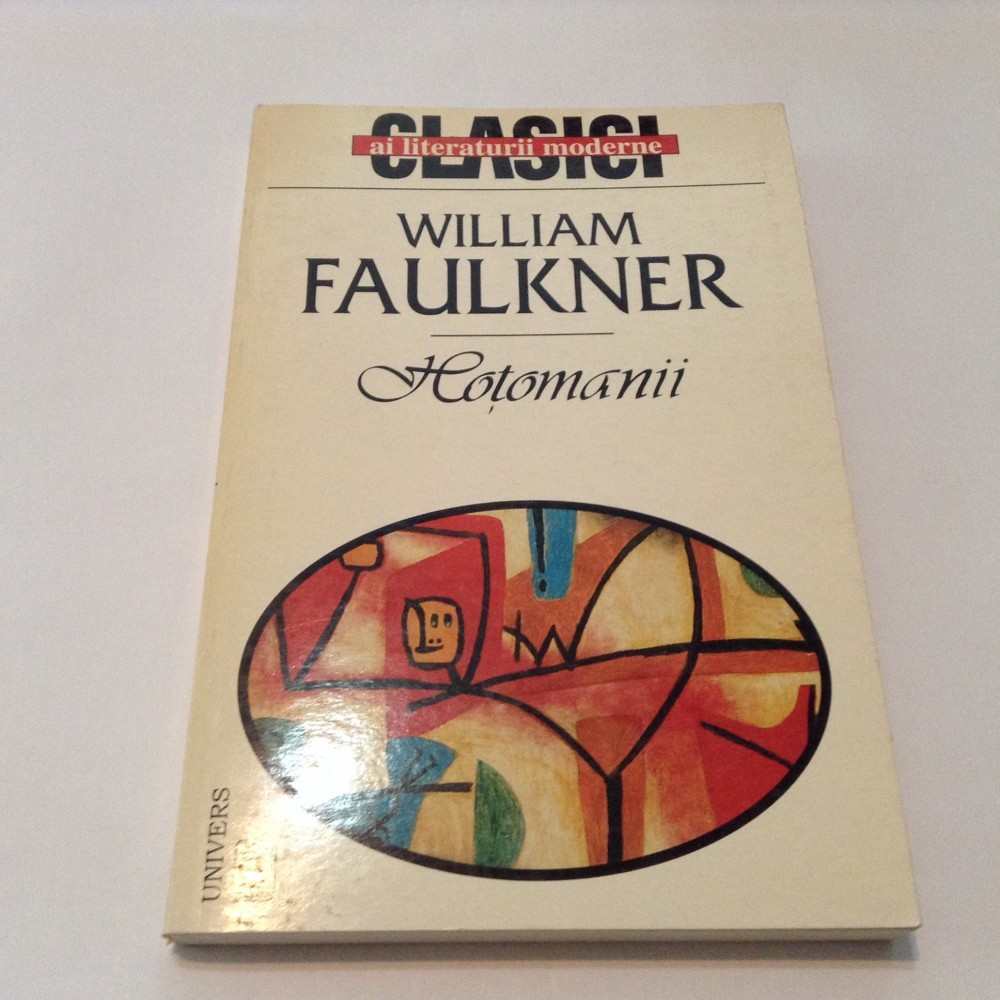 CLASICI
ai literaturii moderne
WILLIAM
FAULKNER
Hoțomanii
UNIVERS